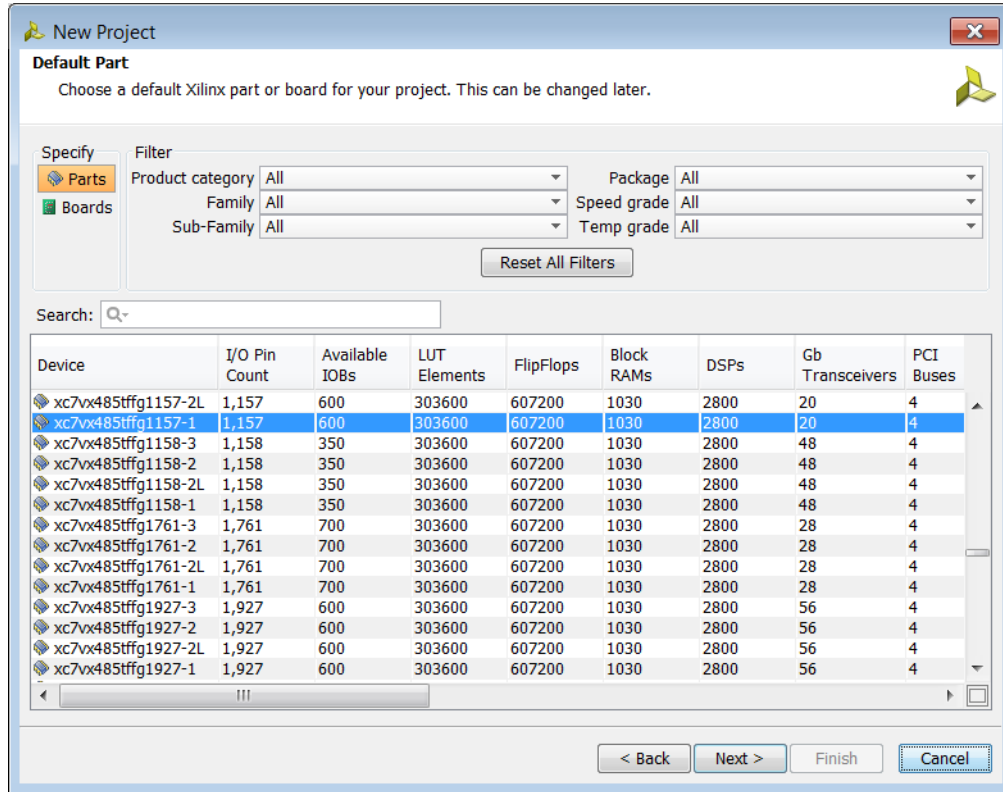 New Project
Default Part
Choose a default Xilinx part or board for your project. This can be changed later.
Specify Filter
Parts Product category All Package All
Boards Family All Speed grade All
Sub-Family All Temp grade All
Reset All Filters
Search:
Device I/O Pin Count Available IOBs LUT Elements FlipFlops Block RAMs DSPs Gb Transceivers PCI Buses
xc7vx485tffg1157-2L 1,157 600 303600 607200 1030 2800 20 4
xc7vx485tffg1157-1 1,157 600 303600 607200 1030 2800 20 4
xc7vx485tffg1158-3 1,158 350 303600 607200 1030 2800 48 4
xc7vx485tffg1158-2 1,158 350 303600 607200 1030 2800 48 4
xc7vx485tffg1158-2L 1,158 350 303600 607200 1030 2800 48 4
xc7vx485tffg1158-1 1,158 350 303600 607200 1030 2800 48 4
xc7vx485tffg1761-3 1,761 700 303600 607200 1030 2800 28 4
xc7vx485tffg1761-2 1,761 700 303600 607200 1030 2800 28 4
xc7vx485tffg1761-2L 1,761 700 303600 607200 1030 2800 28 4
xc7vx485tffg1761-1 1,761 700 303600 607200 1030 2800 28 4
xc7vx485tffg1927-3 1,927 600 303600 607200 1030 2800 56 4
xc7vx485tffg1927-2 1,927 600 303600 607200 1030 2800 56 4
xc7vx485tffg1927-2L 1,927 600 303600 607200 1030 2800 56 4
xc7vx485tffg1927-1 1,927 600 303600 607200 1030 2800 56 4
< Back Next > Finish Cancel